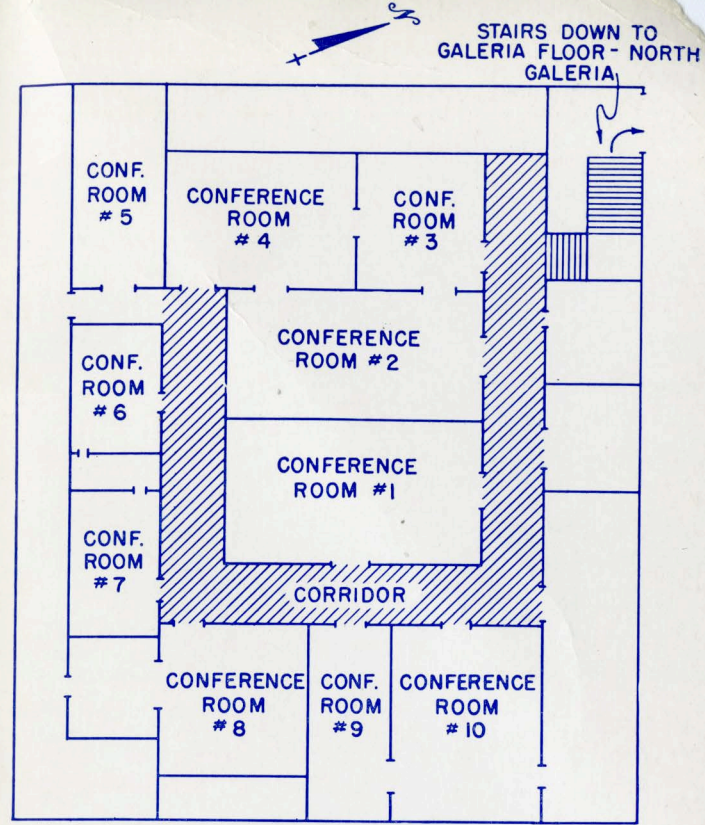 N
STAIRS DOWN TO
GALERIA FLOOR - NORTH
GALERIA
CONF.
ROOM
#5
CONFERENCE
ROOM
#4
CONF.
ROOM
#3
CONFERENCE
ROOM #2
CONF.
ROOM
#6
CONFERENCE
ROOM #1
CONF.
ROOM
#7
CORRIDOR
CONFERENCE
ROOM
#8
CONF.
ROOM
#9
CONFERENCE
ROOM
#10